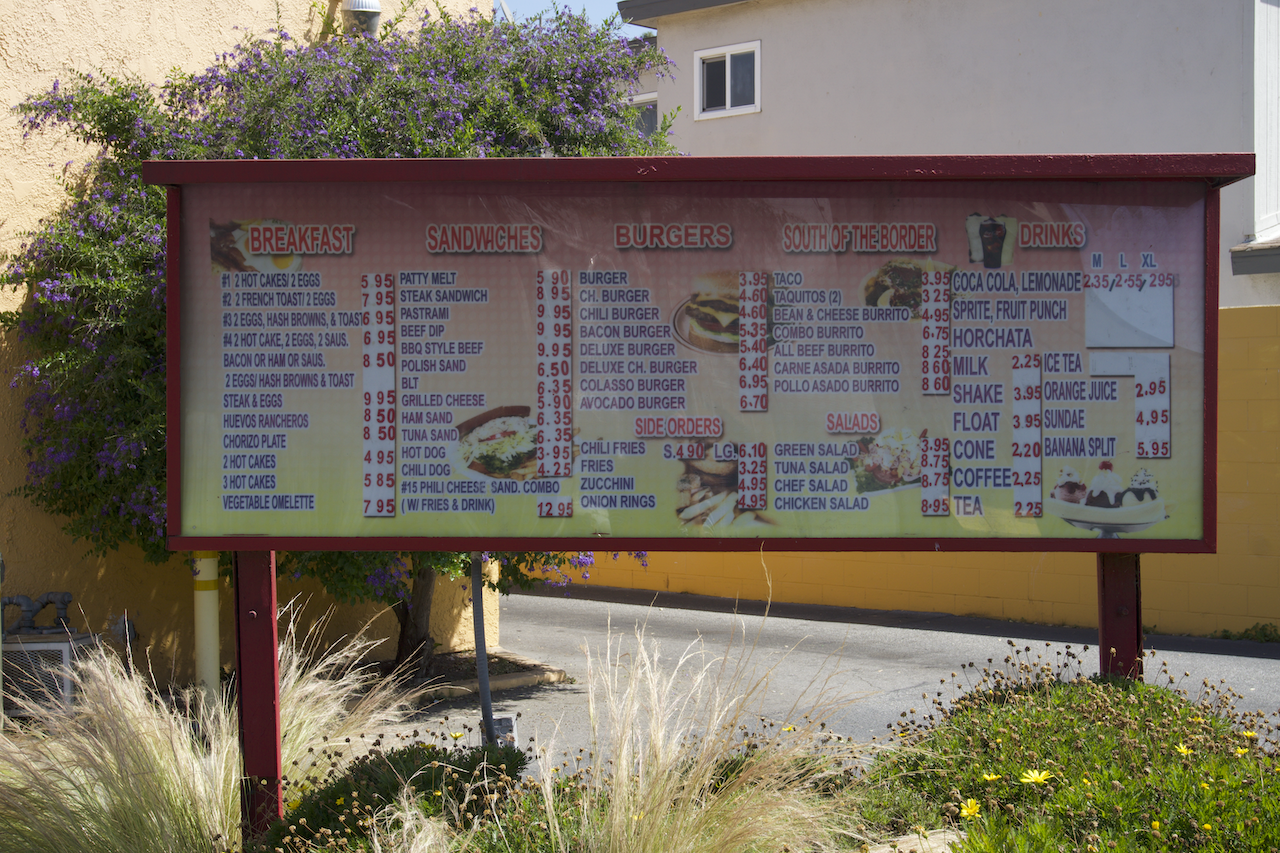 BREAKFAST
#1 2 HOT CAKES/ 2 EGGS 5 95
#2 2 FRENCH TOAST/ 2 EGGS 7 95
#3 2 EGGS, HASH BROWNS, & TOAST 6 95
#4 2 HOT CAKE, 2 EGGS, 2 SAUS. 6.95
BACON OR HAM OR SAUS. 8 50
2 EGGS/ HASH BROWNS & TOAST
STEAK & EGGS 9 95
HUEVOS RANCHEROS 8 50
CHORIZO PLATE 8 50
2 HOT CAKES 4 95
3 HOT CAKES 5 85
VEGETABLE OMELETTE 7 95
SANDWICHES
PATTY MELT 5 90
STEAK SANDWICH 8 95
PASTRAMI 9 95
BEEF DIP 9 95
BBQ STYLE BEEF 9.95
POLISH SAND 6.50
BLT 6.35
GRILLED CHEESE 5.90
HAM SAND 6.35
TUNA SAND 6.35
HOT DOG 3.95
CHILI DOG 4.25
#15 PHILI CHEESE SAND. COMBO
(W/ FRIES & DRINK) 12.95
BURGERS
BURGER 3.95
CH. BURGER 4.60
CHILI BURGER 4.60
BACON BURGER 5.35
DELUXE BURGER 5.40
DELUXE CH. BURGER 6.40
COLASSO BURGER 6.95
AVOCADO BURGER 6.70
SIDE ORDERS
CHILI FRIES S.4 90 LG.6.10
FRIES 3.25
ZUCCHINI 4.95
ONION RINGS 4.95
SOUTH OF THE BORDER
TACO 3.95
TAQUITOS (2) 3 25
BEAN & CHEESE BURRITO 4.95
COMBO BURRITO 6.95
ALL BEEF BURRITO 8 25
CARNE ASADA BURRITO 8 60
POLLO ASADO BURRITO 8 60
SALADS
GREEN SALAD 3.95
TUNA SALAD 8.75
CHEF SALAD 8.75
CHICKEN SALAD 8.95
DRINKS
M L XL
COCA COLA, LEMONADE 2.35/2.55/2.95
SPRITE, FRUIT PUNCH
HORCHATA
MILK 2.25
SHAKE 3.95
FLOAT 3 95
CONE 2.20
COFFEE 2.25
TEA 2.25
ICE TEA
ORANGE JUICE 2.95
SUNDAE 4.95
BANANA SPLIT 5.95